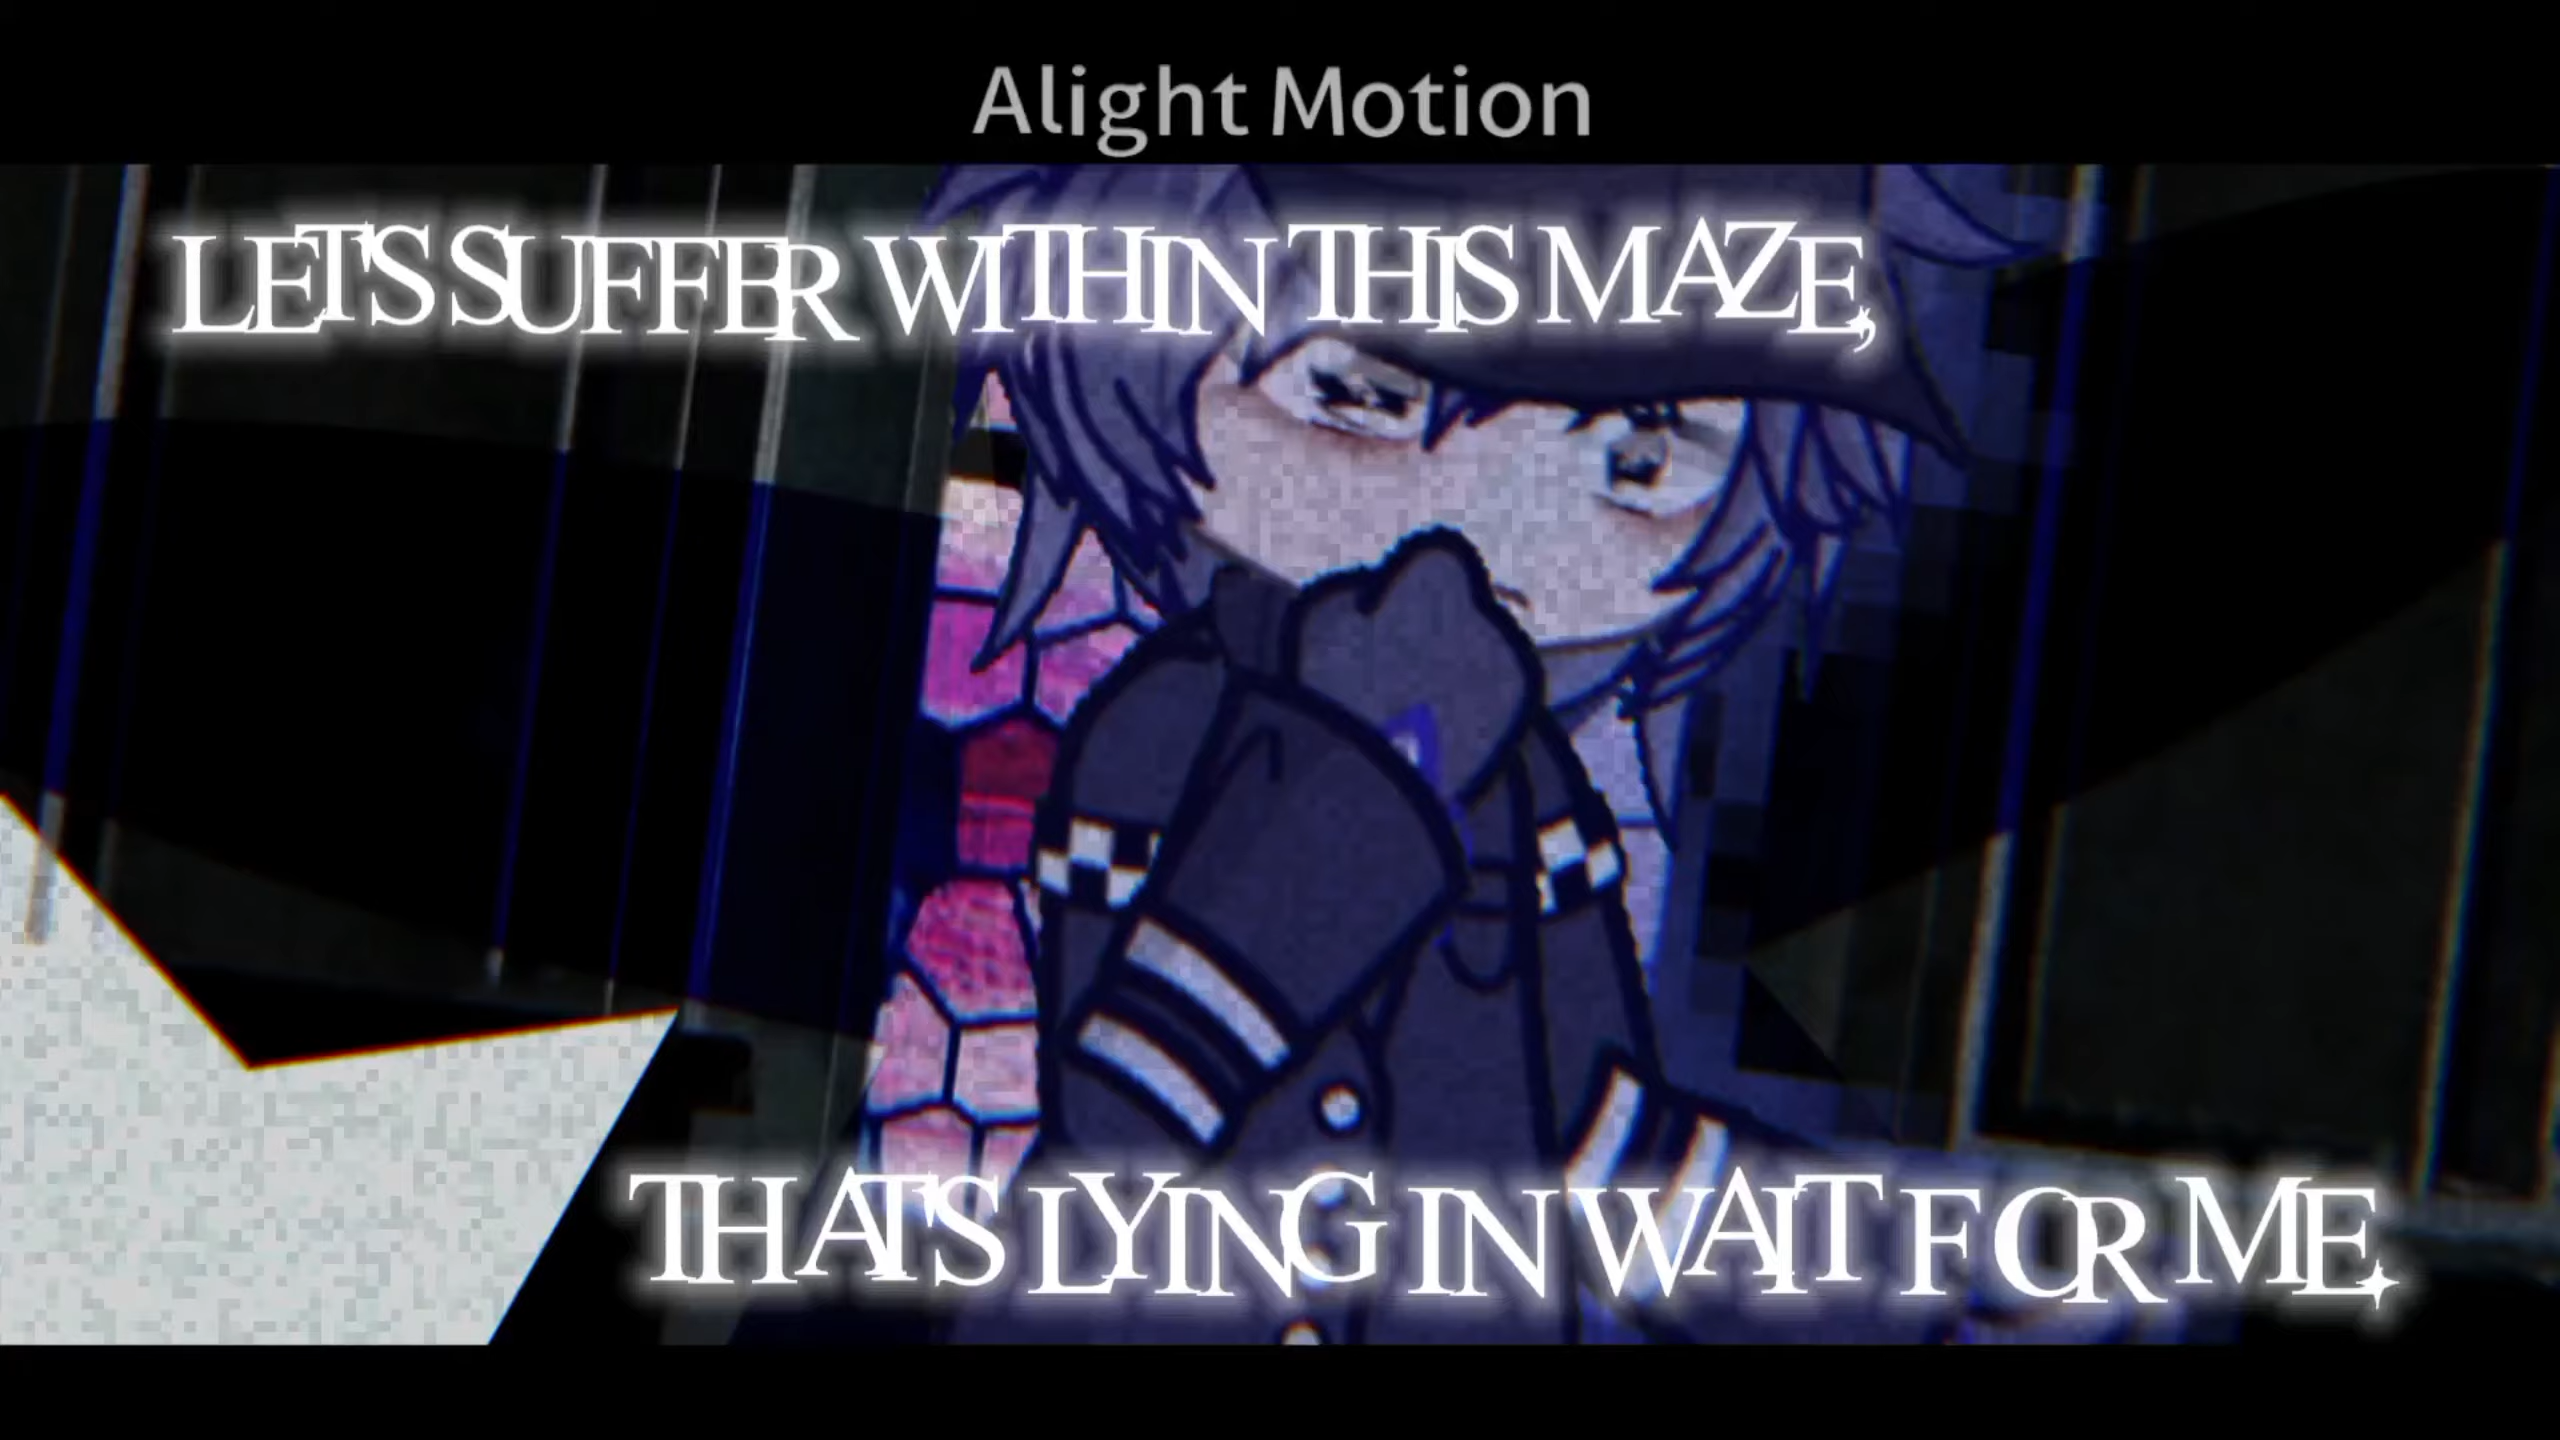 Alight Motion
LET'S SUFFER WITHIN THIS MAZE,
THAT'S LYING IN WAIT FOR ME.